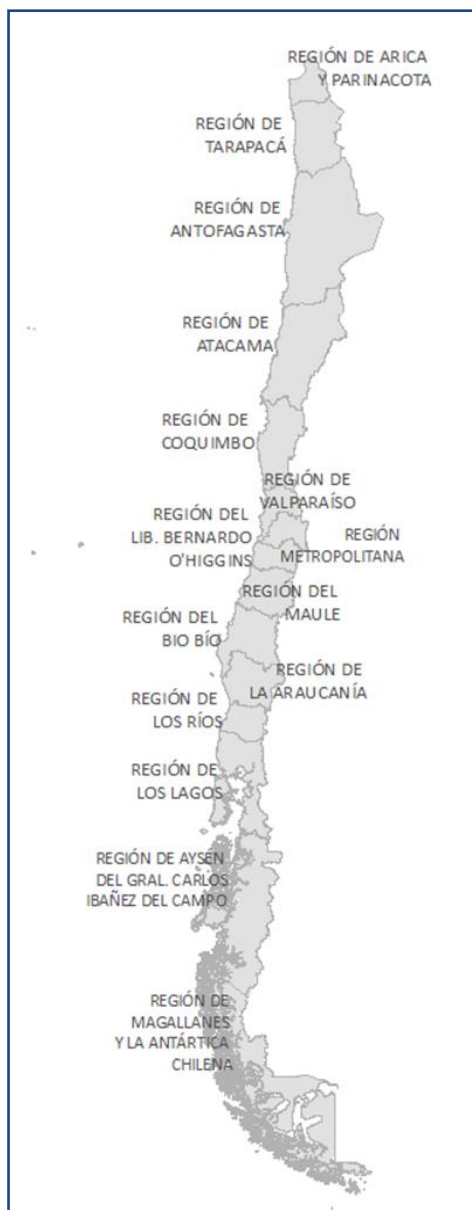 REGIÓN DE ARICA
Y PARINACOTA
REGIÓN DE
TARAPACÁ
REGIÓN DE
ANTOFAGASTA
REGIÓN DE
ATACAMA
REGIÓN DE
COQUIMBO
REGIÓN DE
VALPARAÍSO
REGIÓN DEL
LIB. BERNARDO
O'HIGGINS
REGIÓN
METROPOLITANA
REGIÓN DEL
MAULE
REGIÓN DEL
BIO BÍO
REGIÓN DE
LA ARAUCANÍA
REGIÓN DE
LOS RÍOS
REGIÓN DE
LOS LAGOS
REGIÓN DE AYSÉN
DEL GRAL. CARLOS
IBAÑEZ DEL CAMPO
REGIÓN DE
MAGALLANES
Y LA ANTÁRTICA
CHILENA